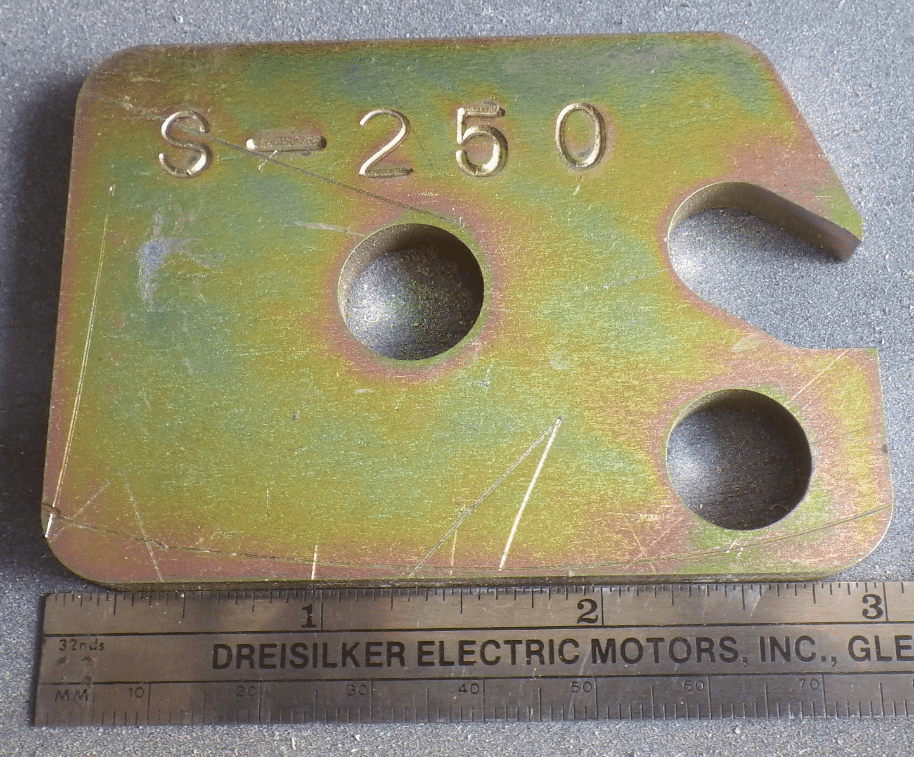 S-250
1 2 3
32nds
DREISILKER ELECTRIC MOTORS, INC., GLE
MM 10 20 30 40 50 60 70